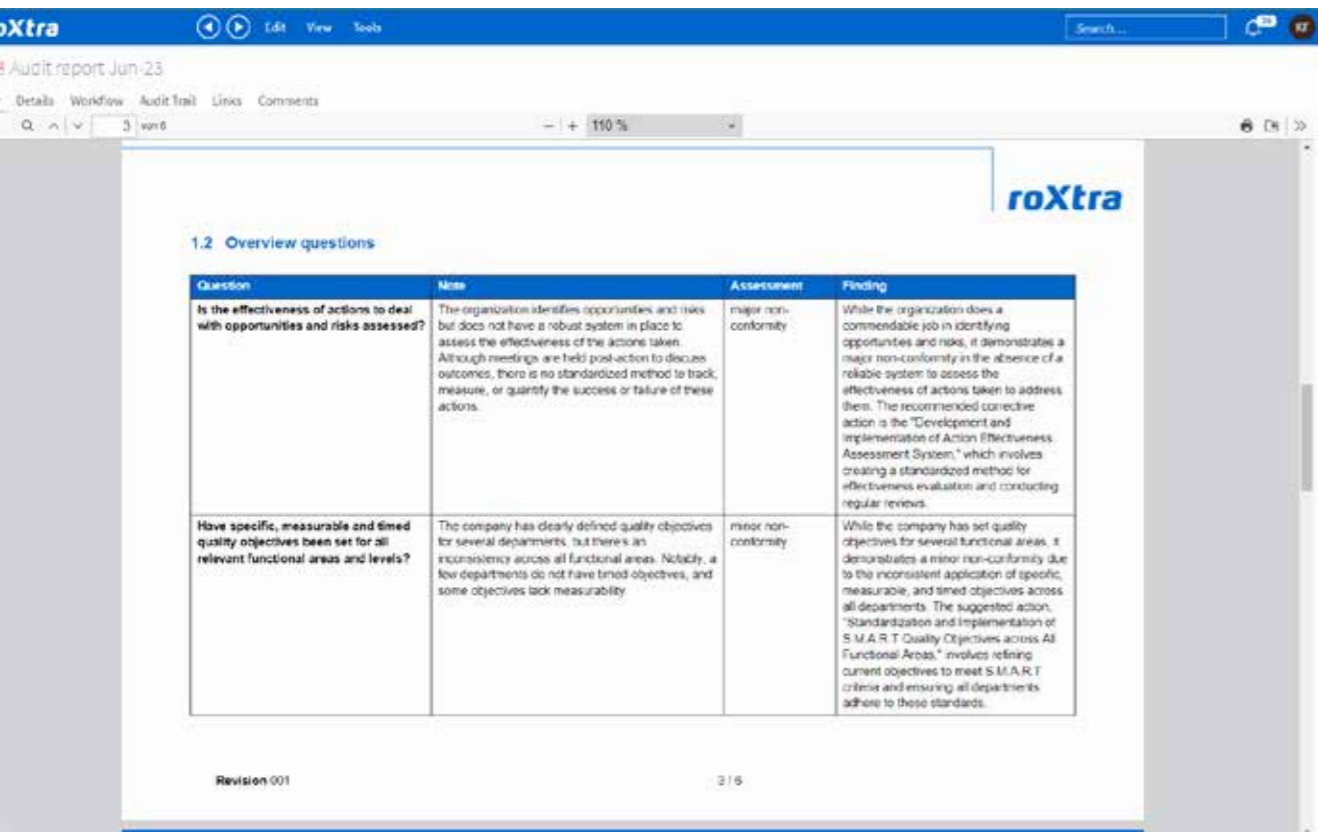 oXtra
Edit View Tools
Search...
Audit report Jun-23
Details Workflow Audit Trail Links Comments
3 von 6
− + 110 %
roXtra
1.2 Overview questions
Question Note Assessment Finding
Is the effectiveness of actions to deal
with opportunities and risks assessed?
The organization identifies opportunities and risks
but does not have a robust system in place to
assess the effectiveness of the actions taken.
Although meetings are held post-action to discuss
outcomes, there is no standardized method to track,
measure, or quantify the success or failure of these
actions.
major non-
conformity
While the organization does a
commendable job in identifying
opportunities and risks, it demonstrates a
major non-conformity in the absence of a
reliable system to assess the
effectiveness of actions taken to address
them. The recommended corrective
action is the "Development and
Implementation of Action Effectiveness
Assessment System," which involves
creating a standardized method for
effectiveness evaluation and conducting
regular reviews.
Have specific, measurable and timed
quality objectives been set for all
relevant functional areas and levels?
The company has clearly defined quality objectives
for several departments, but there's an
inconsistency across all functional areas. Notably, a
few departments do not have timed objectives, and
some objectives lack measurability.
minor non-
conformity
While the company has set quality
objectives for several functional areas, it
demonstrates a minor non-conformity due
to the inconsistent application of specific,
measurable, and timed objectives across
all departments. The suggested action,
"Standardization and Implementation of
S.M.A.R.T Quality Objectives across All
Functional Areas," involves refining
current objectives to meet S.M.A.R.T
criteria and ensuring all departments
adhere to these standards.
Revision 001
3 / 6